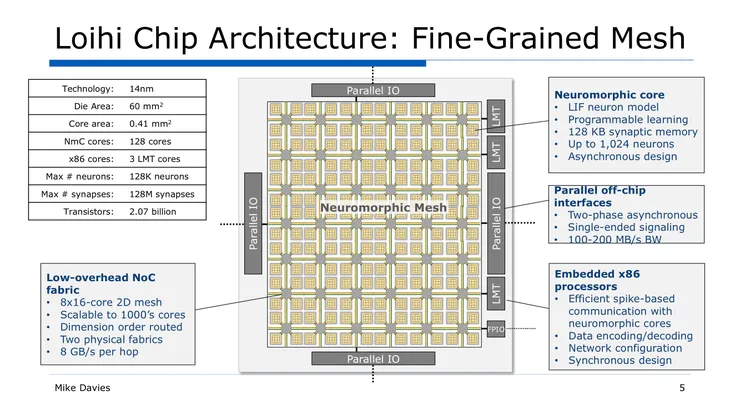 Loihi Chip Architecture: Fine-Grained Mesh
Technology: 14nm
Die Area: 60 mm²
Core area: 0.41 mm²
NmC cores: 128 cores
x86 cores: 3 LMT cores
Max # neurons: 128K neurons
Max # synapses: 128M synapses
Transistors: 2.07 billion
Low-overhead NoC
fabric
• 8x16-core 2D mesh
• Scalable to 1000's cores
• Dimension order routed
• Two physical fabrics
• 8 GB/s per hop
Parallel IO
Parallel IO
Neuromorphic Mesh
LMT
LMT
Parallel IO
LMT
FPIO
Parallel IO
Neuromorphic core
• LIF neuron model
• Programmable learning
• 128 KB synaptic memory
• Up to 1,024 neurons
• Asynchronous design
Parallel off-chip
interfaces
• Two-phase asynchronous
• Single-ended signaling
• 100-200 MB/s BW
Embedded x86
processors
• Efficient spike-based
communication with
neuromorphic cores
• Data encoding/decoding
• Network configuration
• Synchronous design
Mike Davies
5